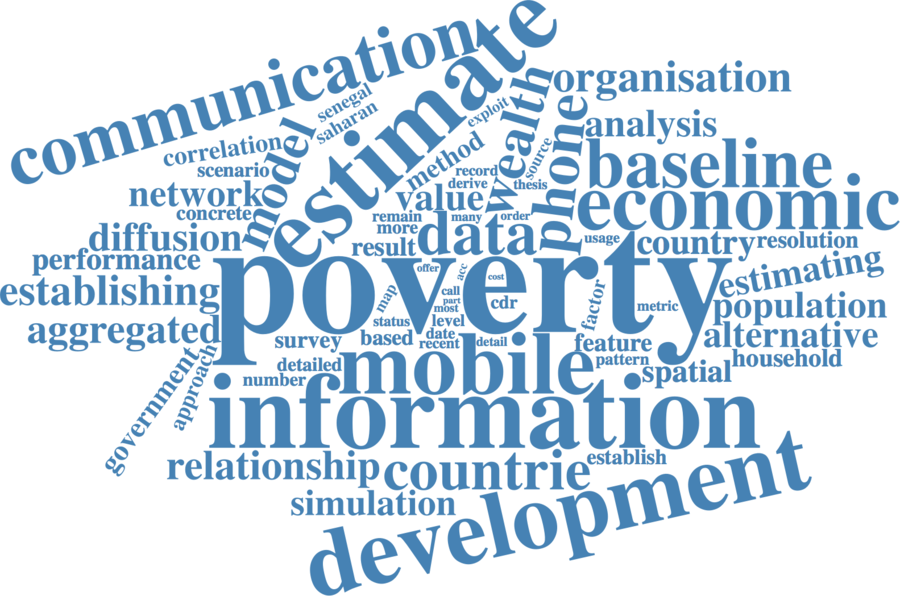 communication
estimate
organisation
wealth
phone
analysis
exploit
senegal
saharan
model
correlation
scenario
method
source
baseline
network
concrete
record
derive
thesis
value
economic
diffusion
remain
many
order
more
data
usage
country
resolution
performance
result
poverty
offer
acc
cost
estimating
establishing
map
call
part
most
cdr
factor
metric
population
aggregated
status
level
survey
based
date
recent
detail
feature
alternative
government
approach
detailed
number
mobile
pattern
spatial
household
information
relationship
countrie
establish
simulation
development